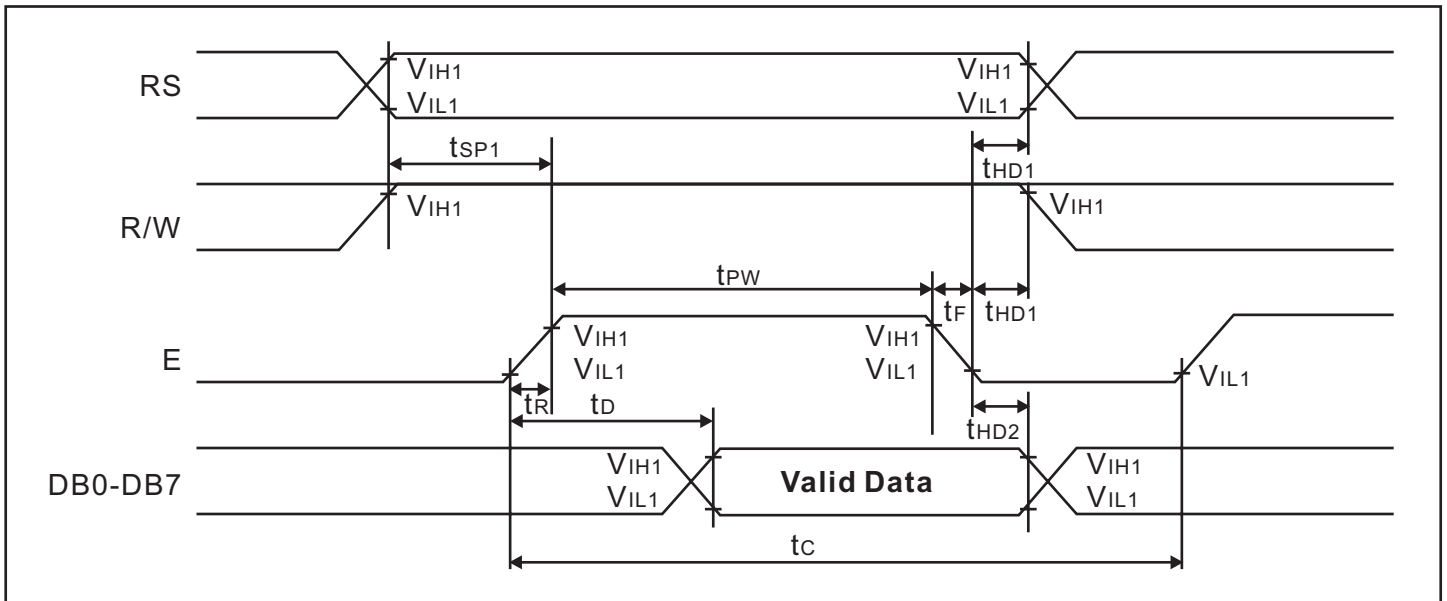 RS
VIH1
VIH1
VIL1
VIL1
tSP1
tHD1
R/W
VIH1
VIH1
tPW
tF
tHD1
E
VIH1
VIH1
VIL1
VIL1
VIL1
tR
tD
tHD2
DB0-DB7
VIH1
VIL1
Valid Data
VIH1
VIL1
tC